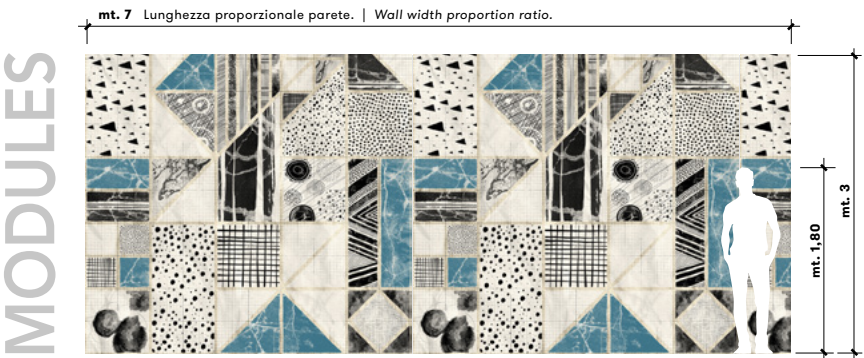 mt. 7 Lunghezza proporzionale parete. | Wall width proportion ratio.
MODULES
mt. 1,80
mt. 3